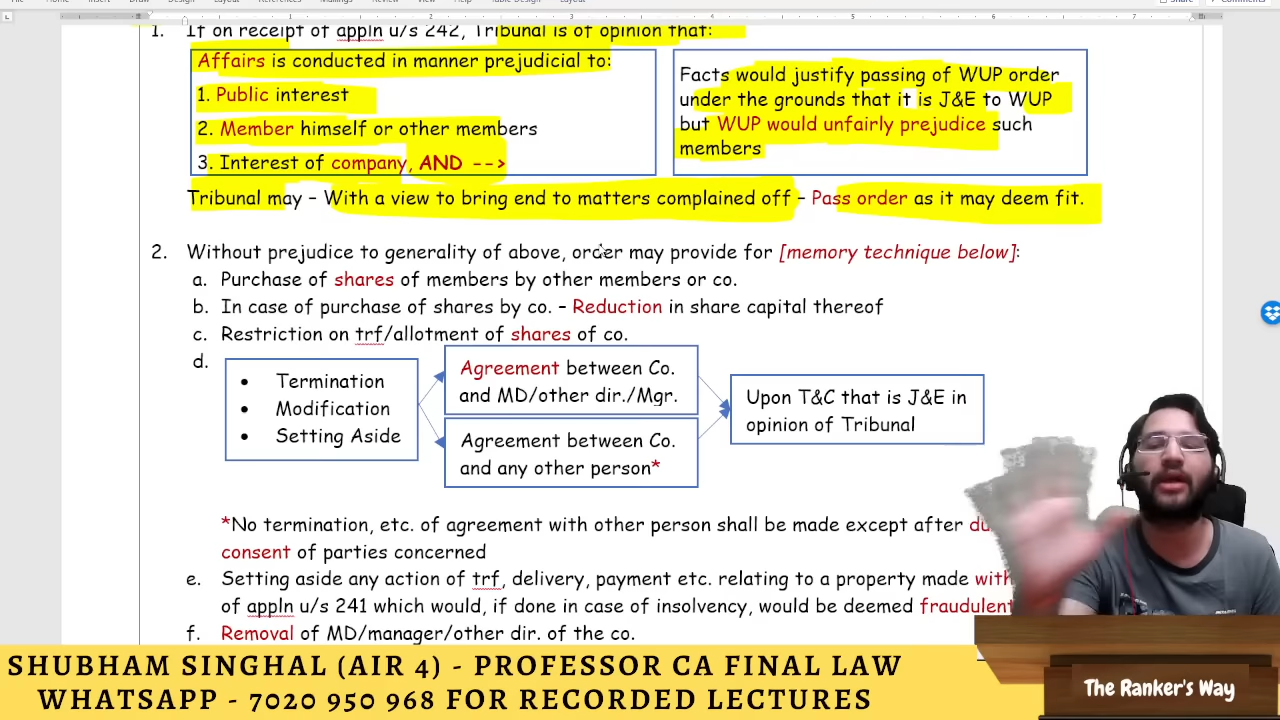 1. If on receipt of appln u/s 242, Tribunal is of opinion that:
Affairs is conducted in manner prejudicial to:
1. Public interest
2. Member himself or other members
3. Interest of company, AND -->
Facts would justify passing of WUP order
under the grounds that it is J&E to WUP
but WUP would unfairly prejudice such
members
Tribunal may – With a view to bring end to matters complained off – Pass order as it may deem fit.
2. Without prejudice to generality of above, order may provide for [memory technique below]:
a. Purchase of shares of members by other members or co.
b. In case of purchase of shares by co. – Reduction in share capital thereof
c. Restriction on trf/allotment of shares of co.
d.
• Termination
• Modification
• Setting Aside
Agreement between Co.
and MD/other dir./Mgr.
Agreement between Co.
and any other person*
Upon T&C that is J&E in
opinion of Tribunal
*No termination, etc. of agreement with other person shall be made except after
consent of parties concerned
e. Setting aside any action of trf, delivery, payment etc. relating to a property made
of appln u/s 241 which would, if done in case of insolvency, would be deemed fraudulent
f. Removal of MD/manager/other dir. of the co.
SHUBHAM SINGHAL (AIR 4) - PROFESSOR CA FINAL LAW
WHATSAPP - 7020 950 968 FOR RECORDED LECTURES
The Ranker's Way